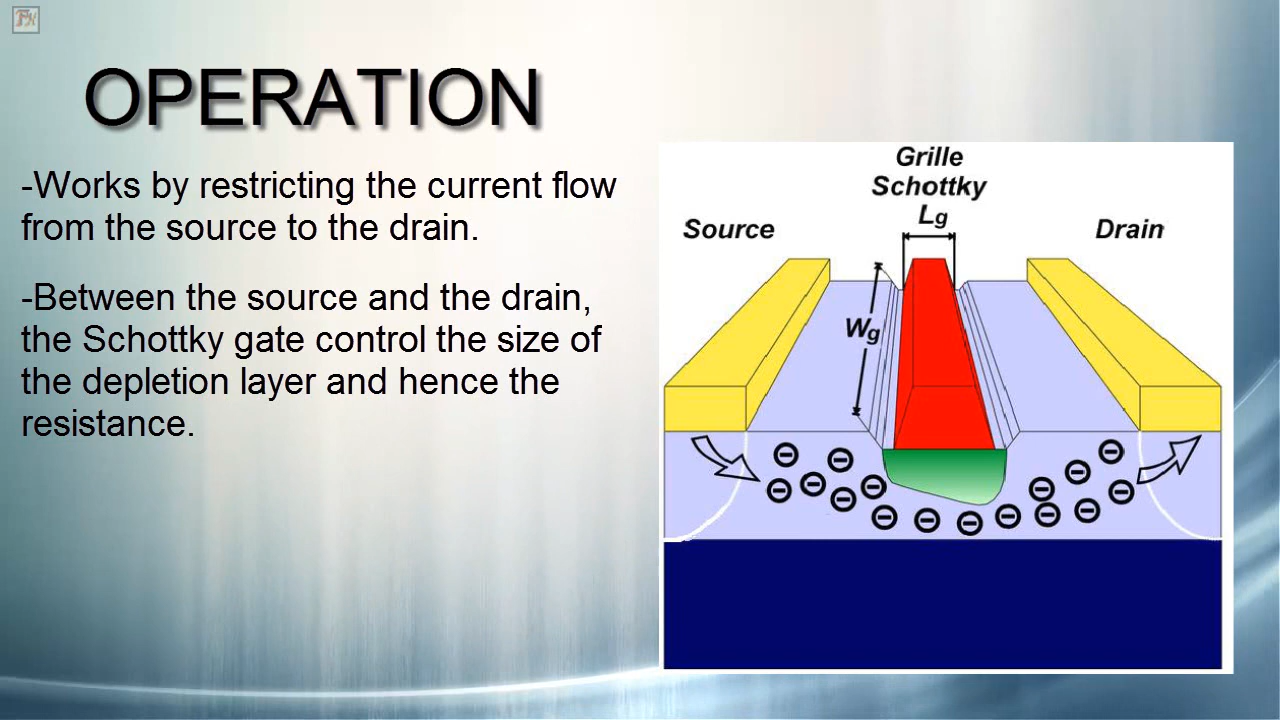 OPERATION
-Works by restricting the current flow
from the source to the drain.
-Between the source and the drain,
the Schottky gate control the size of
the depletion layer and hence the
resistance.
Grille
Schottky
Lg
Source
Drain
Wg